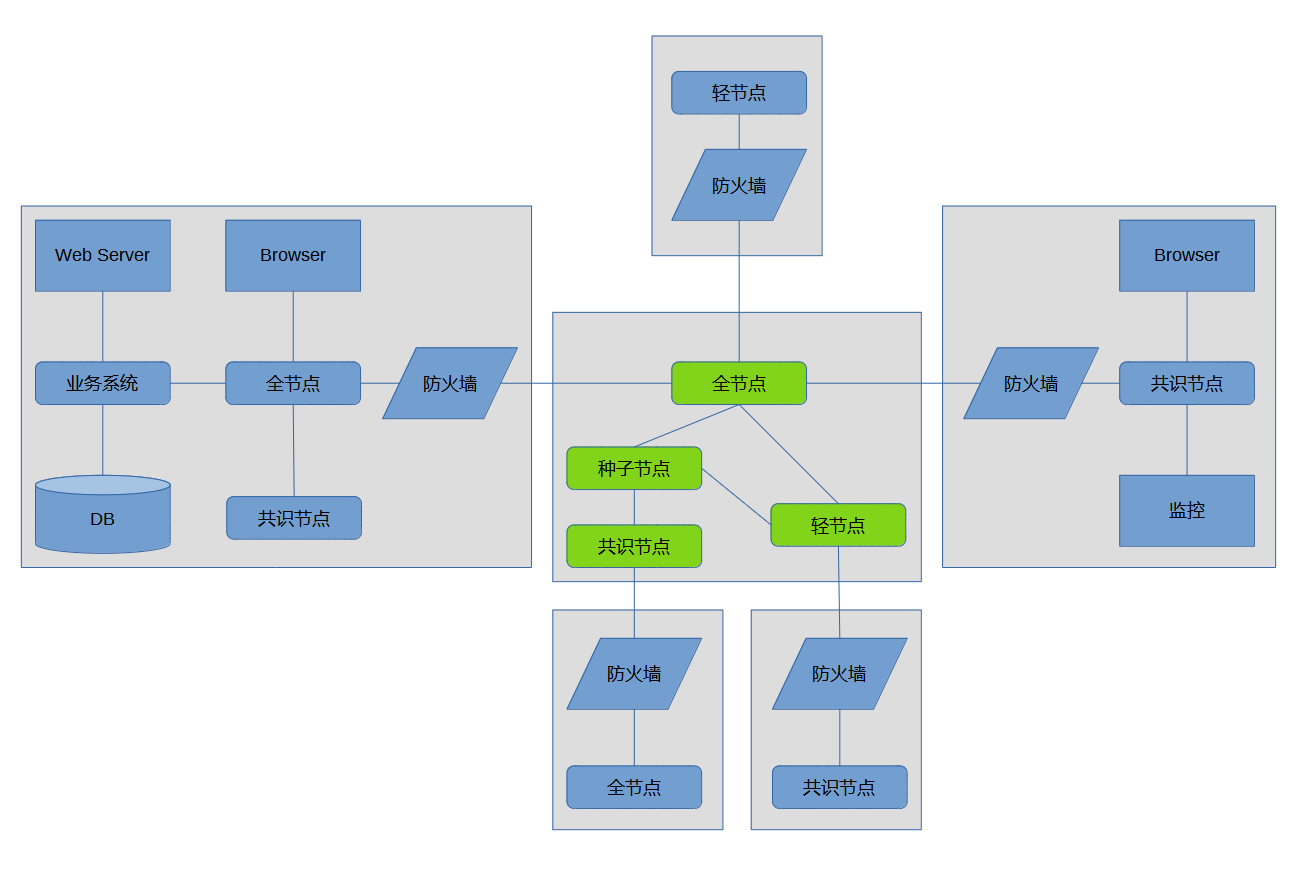 轻节点
防火墙
Web Server
Browser
业务系统
全节点
防火墙
DB
共识节点
全节点
种子节点
轻节点
共识节点
Browser
防火墙
共识节点
监控
防火墙
全节点
防火墙
共识节点